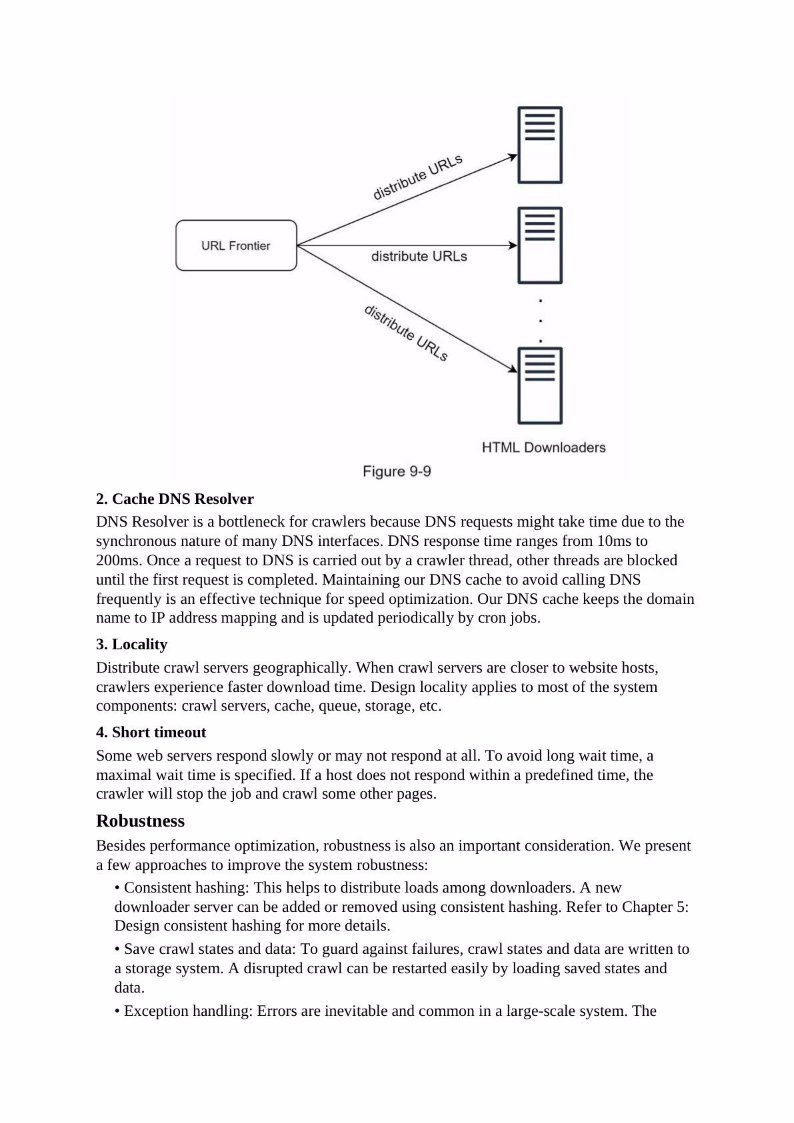 distribute URLs
URL Frontier
distribute URLs
distribute URLs
HTML Downloaders
Figure 9-9
2. Cache DNS Resolver
DNS Resolver is a bottleneck for crawlers because DNS requests might take time due to the
synchronous nature of many DNS interfaces. DNS response time ranges from 10ms to
200ms. Once a request to DNS is carried out by a crawler thread, other threads are blocked
until the first request is completed. Maintaining our DNS cache to avoid calling DNS
frequently is an effective technique for speed optimization. Our DNS cache keeps the domain
name to IP address mapping and is updated periodically by cron jobs.
3. Locality
Distribute crawl servers geographically. When crawl servers are closer to website hosts,
crawlers experience faster download time. Design locality applies to most of the system
components: crawl servers, cache, queue, storage, etc.
4. Short timeout
Some web servers respond slowly or may not respond at all. To avoid long wait time, a
maximal wait time is specified. If a host does not respond within a predefined time, the
crawler will stop the job and crawl some other pages.
Robustness
Besides performance optimization, robustness is also an important consideration. We present
a few approaches to improve the system robustness:
• Consistent hashing: This helps to distribute loads among downloaders. A new
downloader server can be added or removed using consistent hashing. Refer to Chapter 5:
Design consistent hashing for more details.
• Save crawl states and data: To guard against failures, crawl states and data are written to
a storage system. A disrupted crawl can be restarted easily by loading saved states and
data.
• Exception handling: Errors are inevitable and common in a large-scale system. The